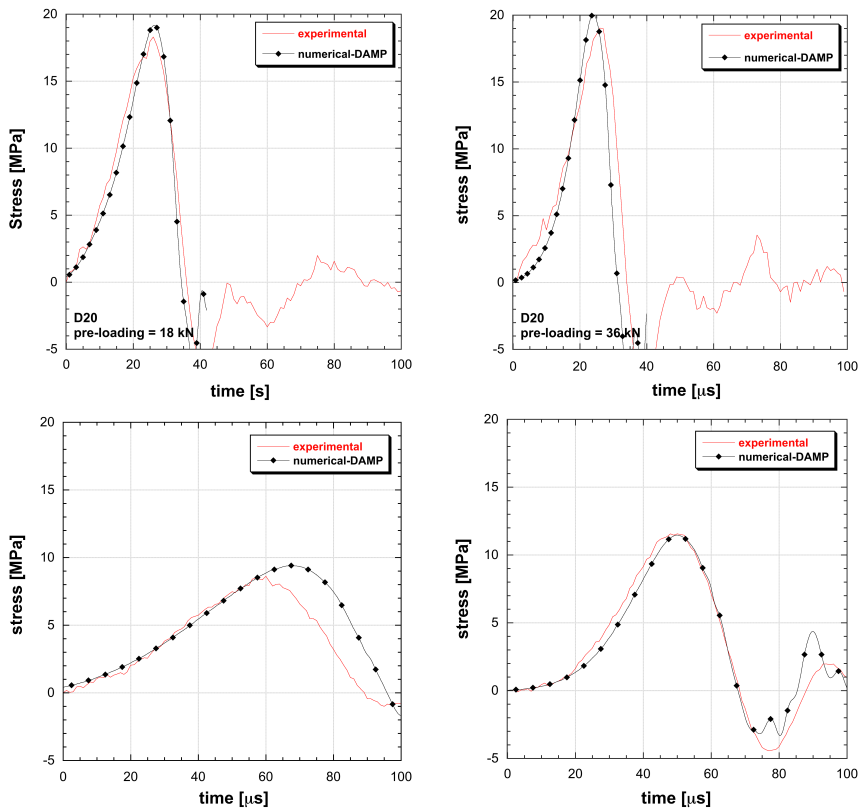 20
15
10
5
0
-5
0 20 40 60 80 100
Stress [MPa]
time [s]
experimental
numerical-DAMP
D20
pre-loading = 18 kN
20
15
10
5
0
-5
0 20 40 60 80 100
stress [MPa]
time [μs]
experimental
numerical-DAMP
D20
pre-loading = 36 kN
20
15
10
5
0
-5
0 20 40 60 80 100
stress [MPa]
time [μs]
experimental
numerical-DAMP
20
15
10
5
0
-5
0 20 40 60 80 100
stress [MPa]
time [μs]
experimental
numerical-DAMP